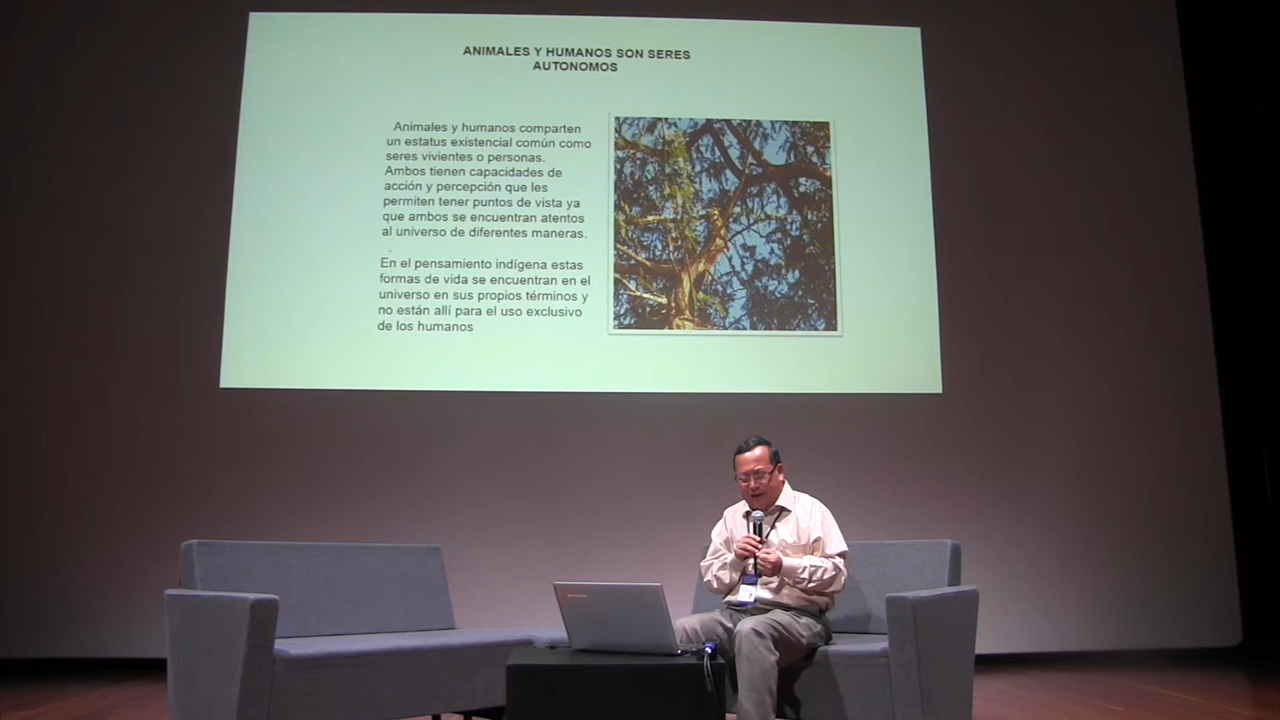 ANIMALES Y HUMANOS SON SERES
AUTONOMOS
Animales y humanos comparten
un estatus existencial común como
seres vivientes o personas.
Ambos tienen capacidades de
acción y percepción que les
permiten tener puntos de vista ya
que ambos se encuentran atentos
al universo de diferentes maneras.
.
En el pensamiento indígena estas
formas de vida se encuentran en el
universo en sus propios términos y
no están allí para el uso exclusivo
de los humanos